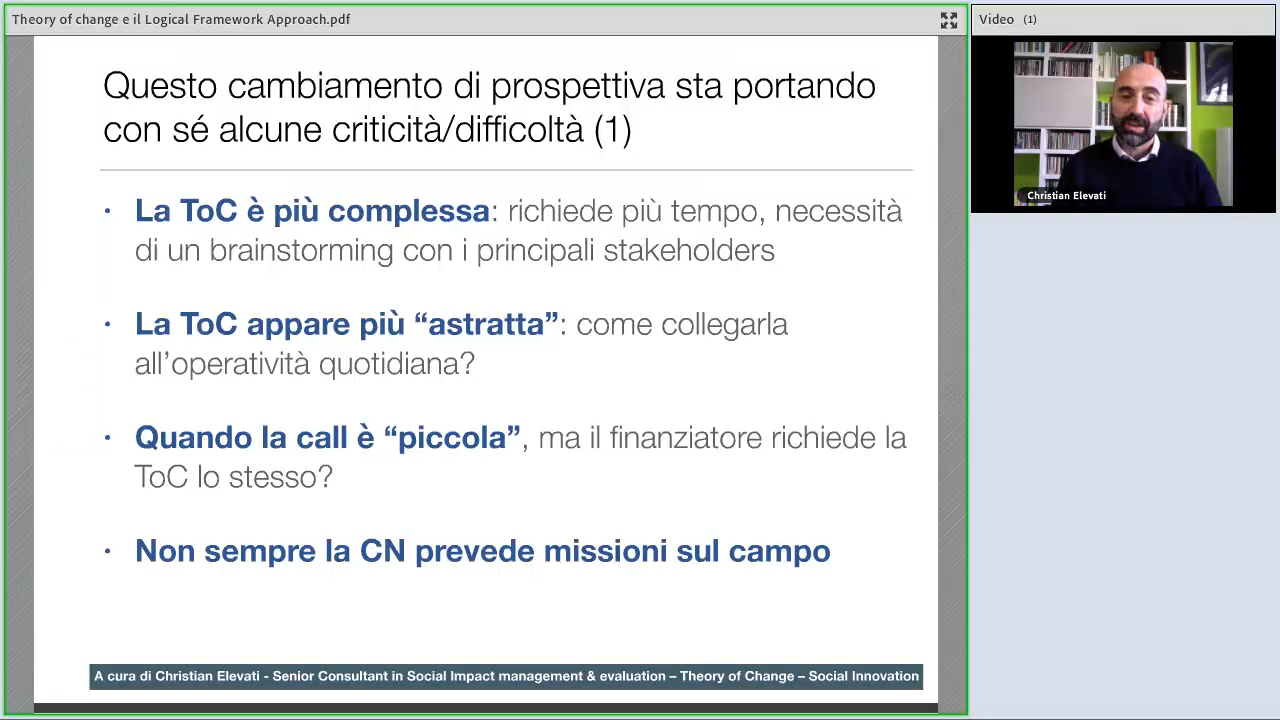 Theory of change e il Logical Framework Approach.pdf
Video (1)
Questo cambiamento di prospettiva sta portando
con sé alcune criticità/difficoltà (1)
• La ToC è più complessa: richiede più tempo, necessità
di un brainstorming con i principali stakeholders
• La ToC appare più “astratta”: come collegarla
all’operatività quotidiana?
• Quando la call è “piccola”, ma il finanziatore richiede la
ToC lo stesso?
• Non sempre la CN prevede missioni sul campo
A cura di Christian Elevati - Senior Consultant in Social Impact management & evaluation – Theory of Change – Social Innovation
Christian Elevati